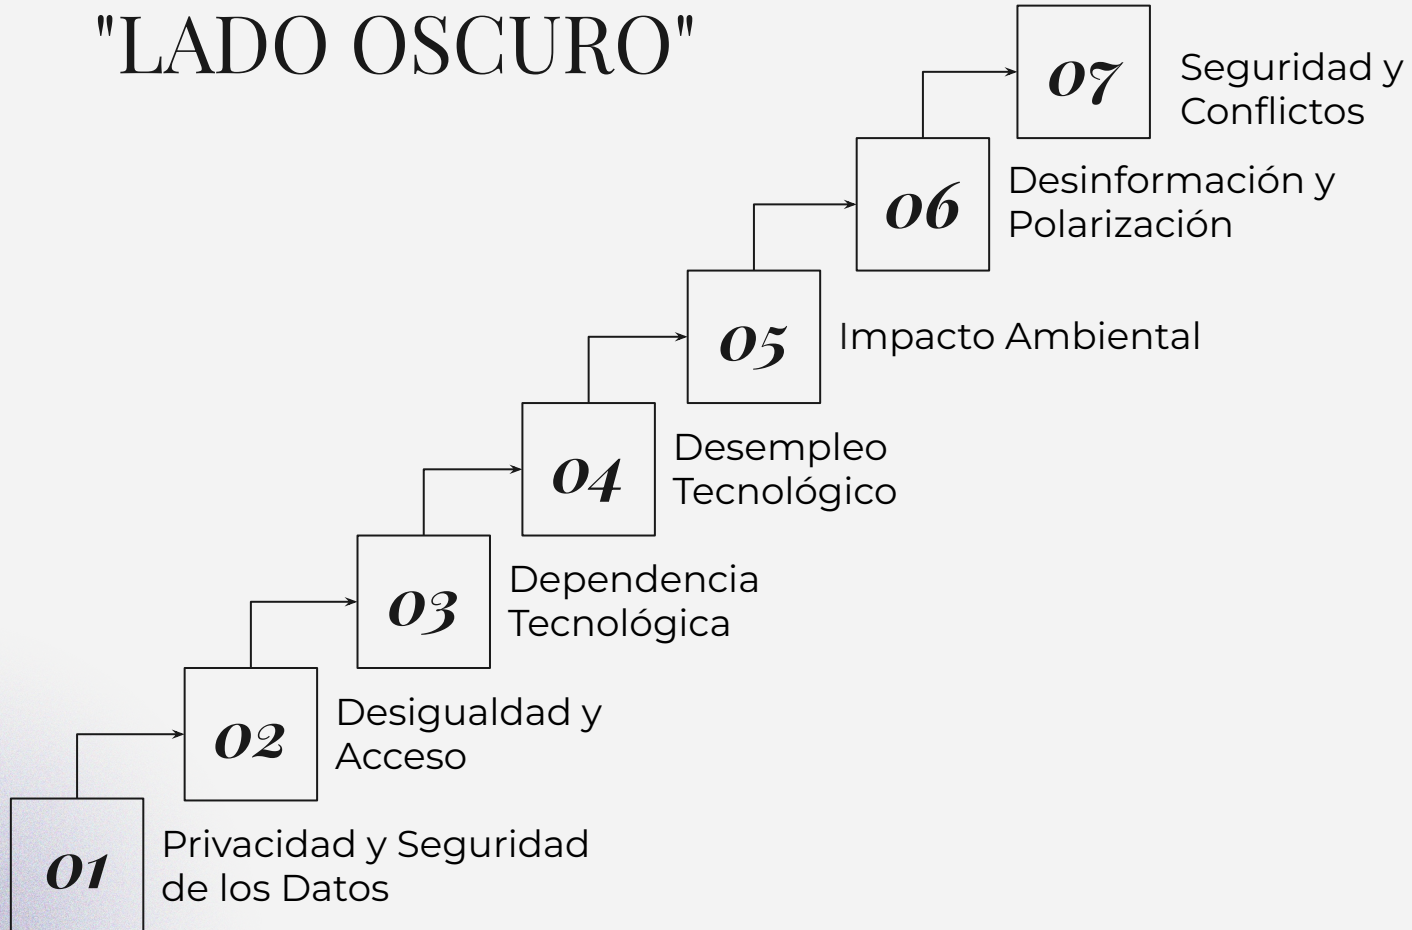 "LADO OSCURO"
07
Seguridad y
Conflictos
06
Desinformación y
Polarización
05
Impacto Ambiental
04
Desempleo
Tecnológico
03
Dependencia
Tecnológica
02
Desigualdad y
Acceso
01
Privacidad y Seguridad
de los Datos